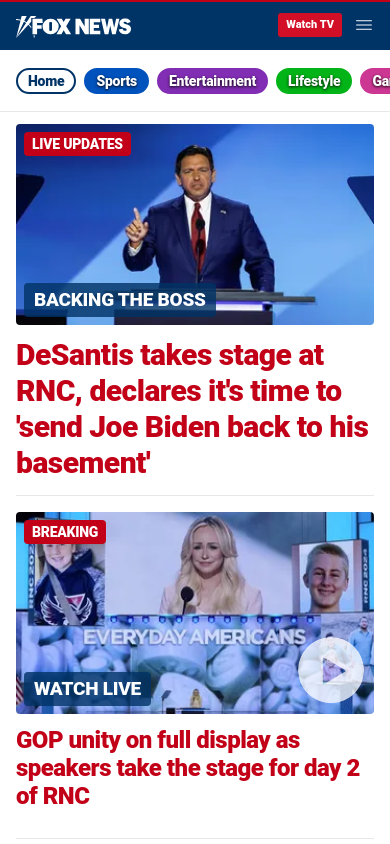 FOX NEWS
Watch TV
Home
Sports
Entertainment
Lifestyle
Ga
LIVE UPDATES
BACKING THE BOSS
DeSantis takes stage at
RNC, declares it's time to
'send Joe Biden back to his
basement'
BREAKING
RNC 2024
EVERYDAY AMERICANS
WATCH LIVE
GOP unity on full display as
speakers take the stage for day 2
of RNC